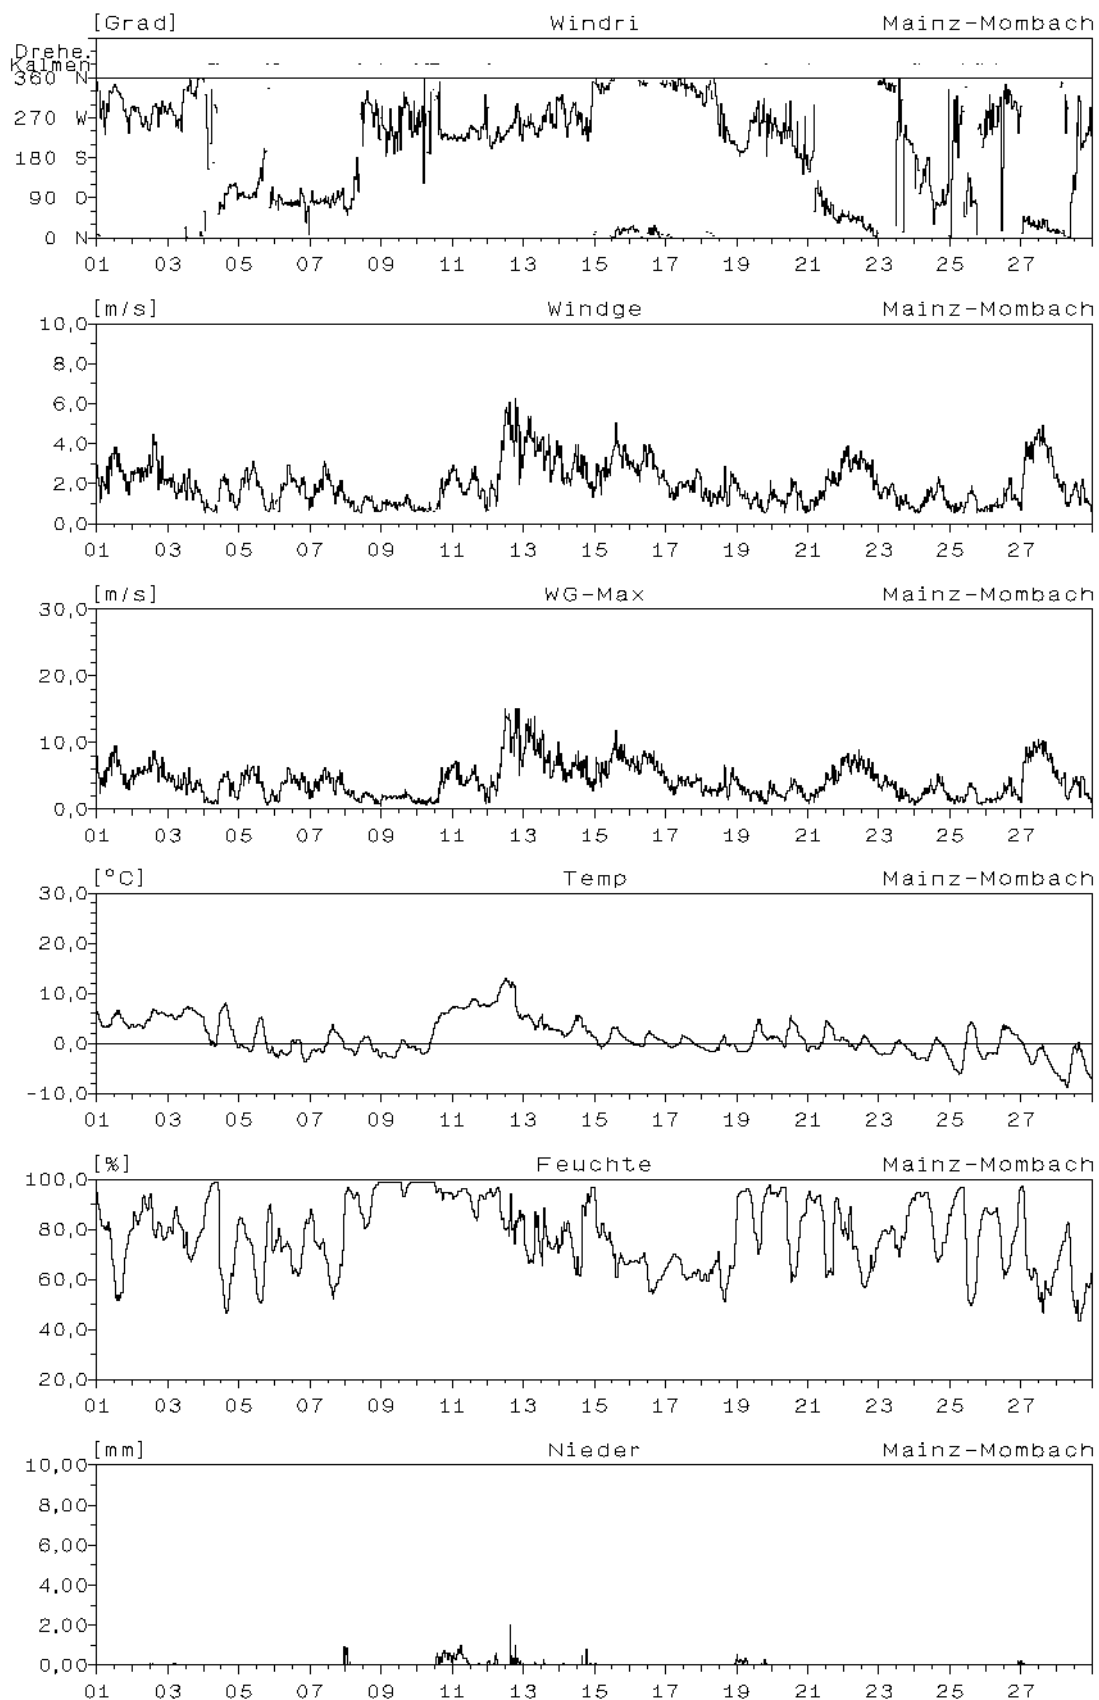 [Grad] Windri Mainz-Mombach
Drehe.
Kalmen
360 N
270 W
180 S
90 O
0 N
01 03 05 07 09 11 13 15 17 19 21 23 25 27
[m/s] Windge Mainz-Mombach
10,0
8,0
6,0
4,0
2,0
0,0
01 03 05 07 09 11 13 15 17 19 21 23 25 27
[m/s] WG-Max Mainz-Mombach
30,0
20,0
10,0
0,0
01 03 05 07 09 11 13 15 17 19 21 23 25 27
[°C] Temp Mainz-Mombach
30,0
20,0
10,0
0,0
-10,0
01 03 05 07 09 11 13 15 17 19 21 23 25 27
[%] Feuchte Mainz-Mombach
100,0
80,0
60,0
40,0
20,0
01 03 05 07 09 11 13 15 17 19 21 23 25 27
[mm] Nieder Mainz-Mombach
10,00
8,00
6,00
4,00
2,00
0,00
01 03 05 07 09 11 13 15 17 19 21 23 25 27